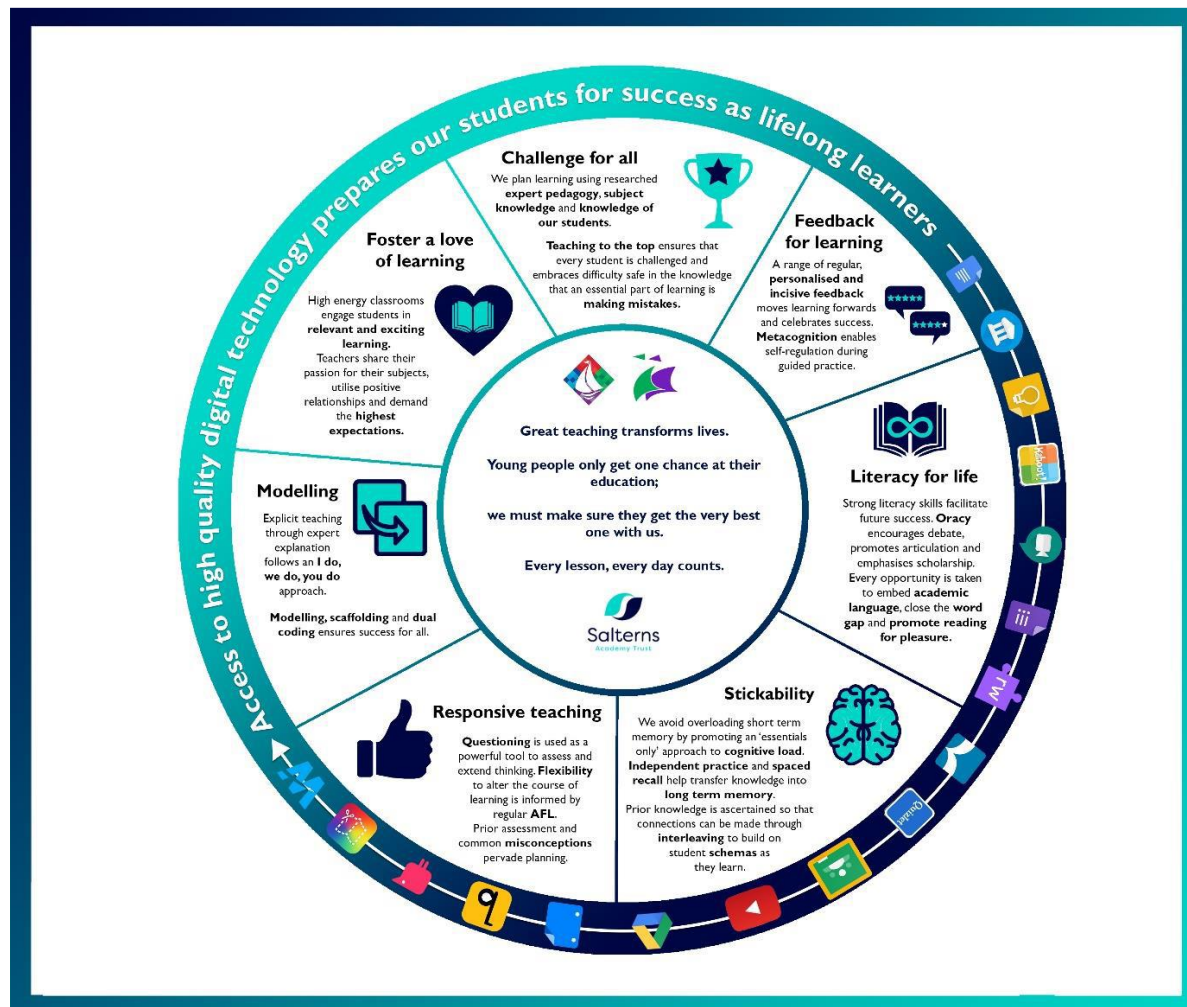 Access to high quality digital technology prepares our students for success as lifelong learners
Challenge for all
We plan learning using researched
expert pedagogy, subject
knowledge and knowledge of
our students.
Teaching to the top ensures that
every student is challenged and
embraces difficulty safe in the knowledge
that an essential part of learning is
making mistakes.
Feedback
for learning
A range of regular,
personalised and
incisive feedback
moves learning forwards
and celebrates success.
Metacognition enables
self-regulation during
guided practice.
Literacy for life
Strong literacy skills facilitate
future success. Oracy
encourages debate,
promotes articulation and
emphasises scholarship.
Every opportunity is taken
to embed academic
language, close the word
gap and promote reading
for pleasure.
Stickability
We avoid overloading short term
memory by promoting an ‘essentials
only’ approach to cognitive load.
Independent practice and spaced
recall help transfer knowledge into
long term memory.
Prior knowledge is ascertained so that
connections can be made through
interleaving to build on
student schemas as
they learn.
Responsive teaching
Questioning is used as a
powerful tool to assess and
extend thinking. Flexibility
to alter the course of
learning is informed by
regular AFL.
Prior assessment and
common misconceptions
pervade planning.
Modelling
Explicit teaching
through expert
explanation
follows an I do,
we do, you do
approach.
Modelling, scaffolding and dual
coding ensures success for all.
Foster a love
of learning
High energy classrooms
engage students in
relevant and exciting
learning.
Teachers share their
passion for their subjects,
utilise positive
relationships and demand
the highest
expectations.
Great teaching transforms lives.
Young people only get one chance at their
education;
we must make sure they get the very best
one with us.
Every lesson, every day counts.
Salterns
Academy Trust
Kahoot!
rw
Quizlet